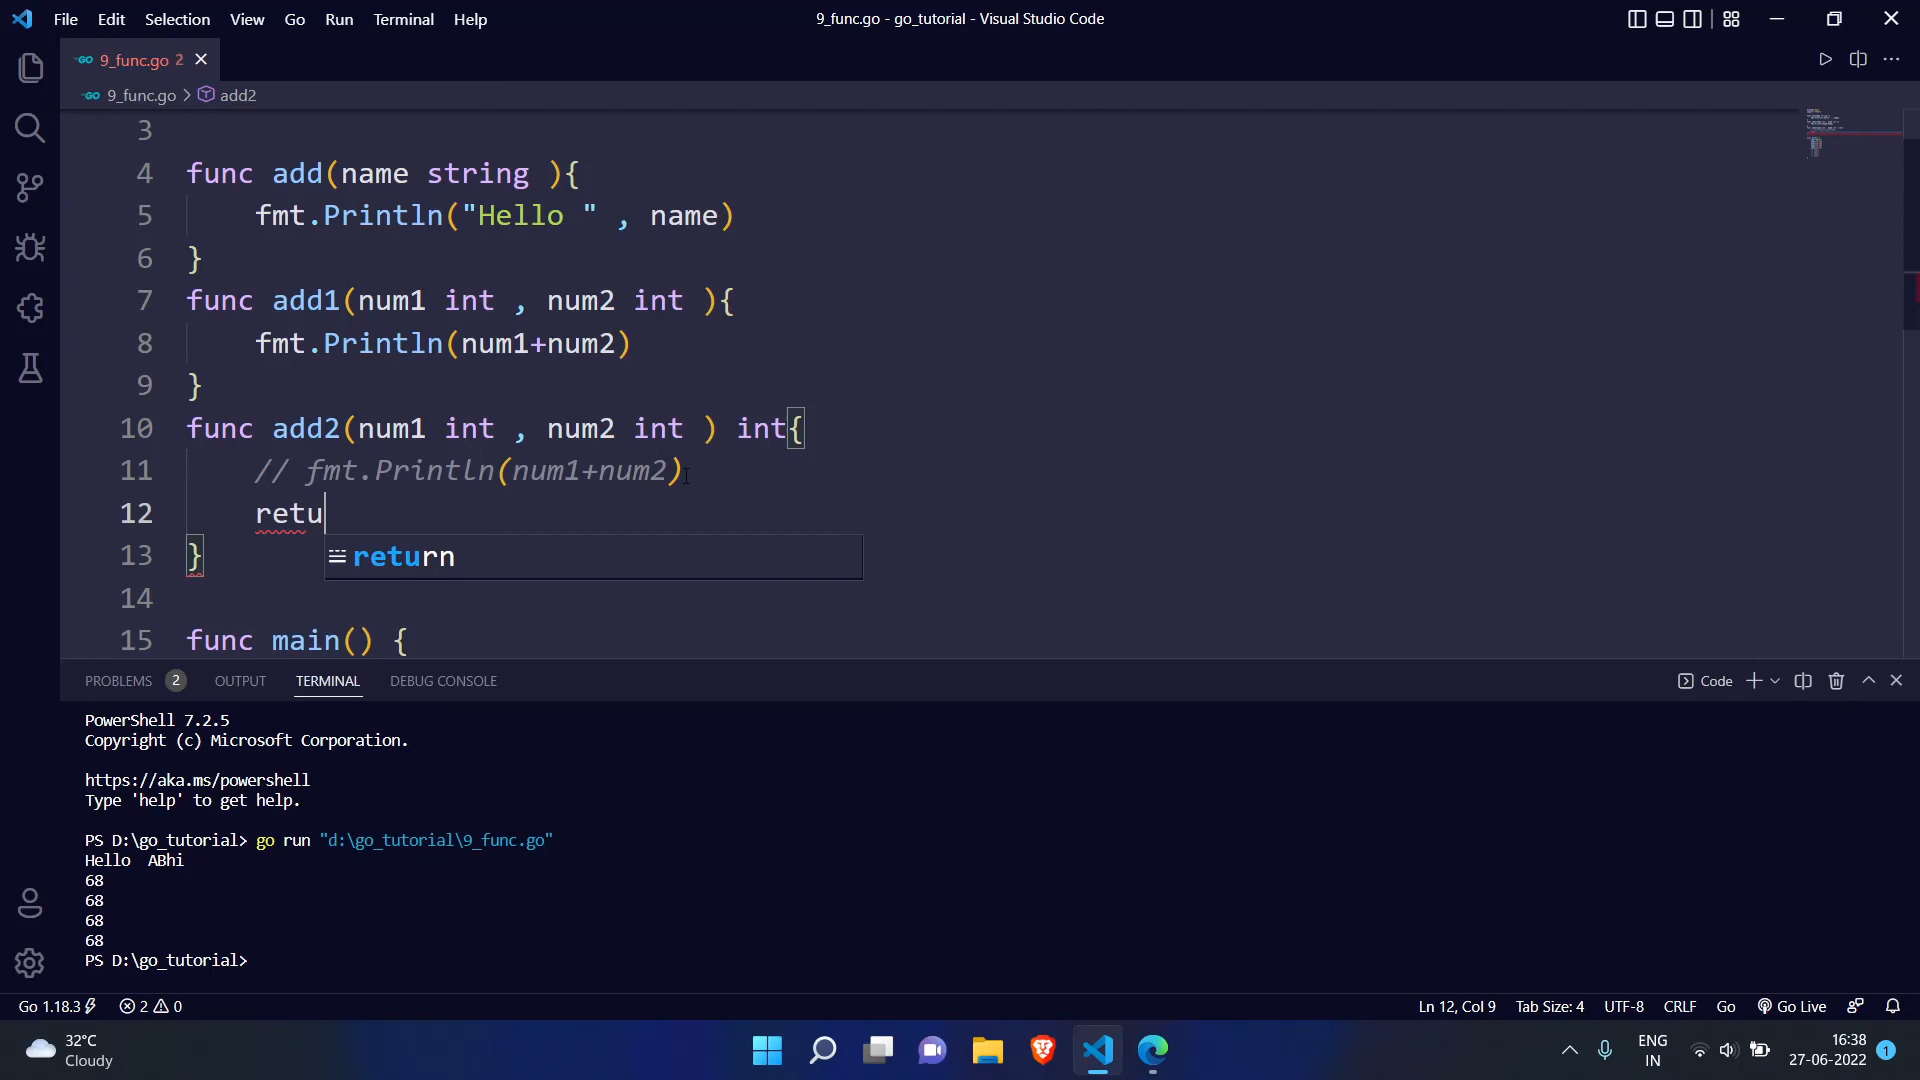 File Edit Selection View Go Run Terminal Help
9_func.go - go_tutorial - Visual Studio Code
GO 9_func.go 2
GO 9_func.go > add2
3
4 func add(name string ){
5 fmt.Println("Hello " , name)
6 }
7 func add1(num1 int , num2 int ){
8 fmt.Println(num1+num2)
9 }
10 func add2(num1 int , num2 int ) int{
11 // fmt.Println(num1+num2)
12 retu
return
13 }
14
15 func main() {
PROBLEMS 2 OUTPUT TERMINAL DEBUG CONSOLE
Code
PowerShell 7.2.5
Copyright (c) Microsoft Corporation.
https://aka.ms/powershell
Type 'help' to get help.
PS D:\go_tutorial> go run "d:\go_tutorial\9_func.go"
Hello  ABhi
68
68
68
68
PS D:\go_tutorial>
Go 1.18.3 2 0
Ln 12, Col 9 Tab Size: 4 UTF-8 CRLF Go Go Live
32°C
Cloudy
ENG
IN
16:38
27-06-2022
1